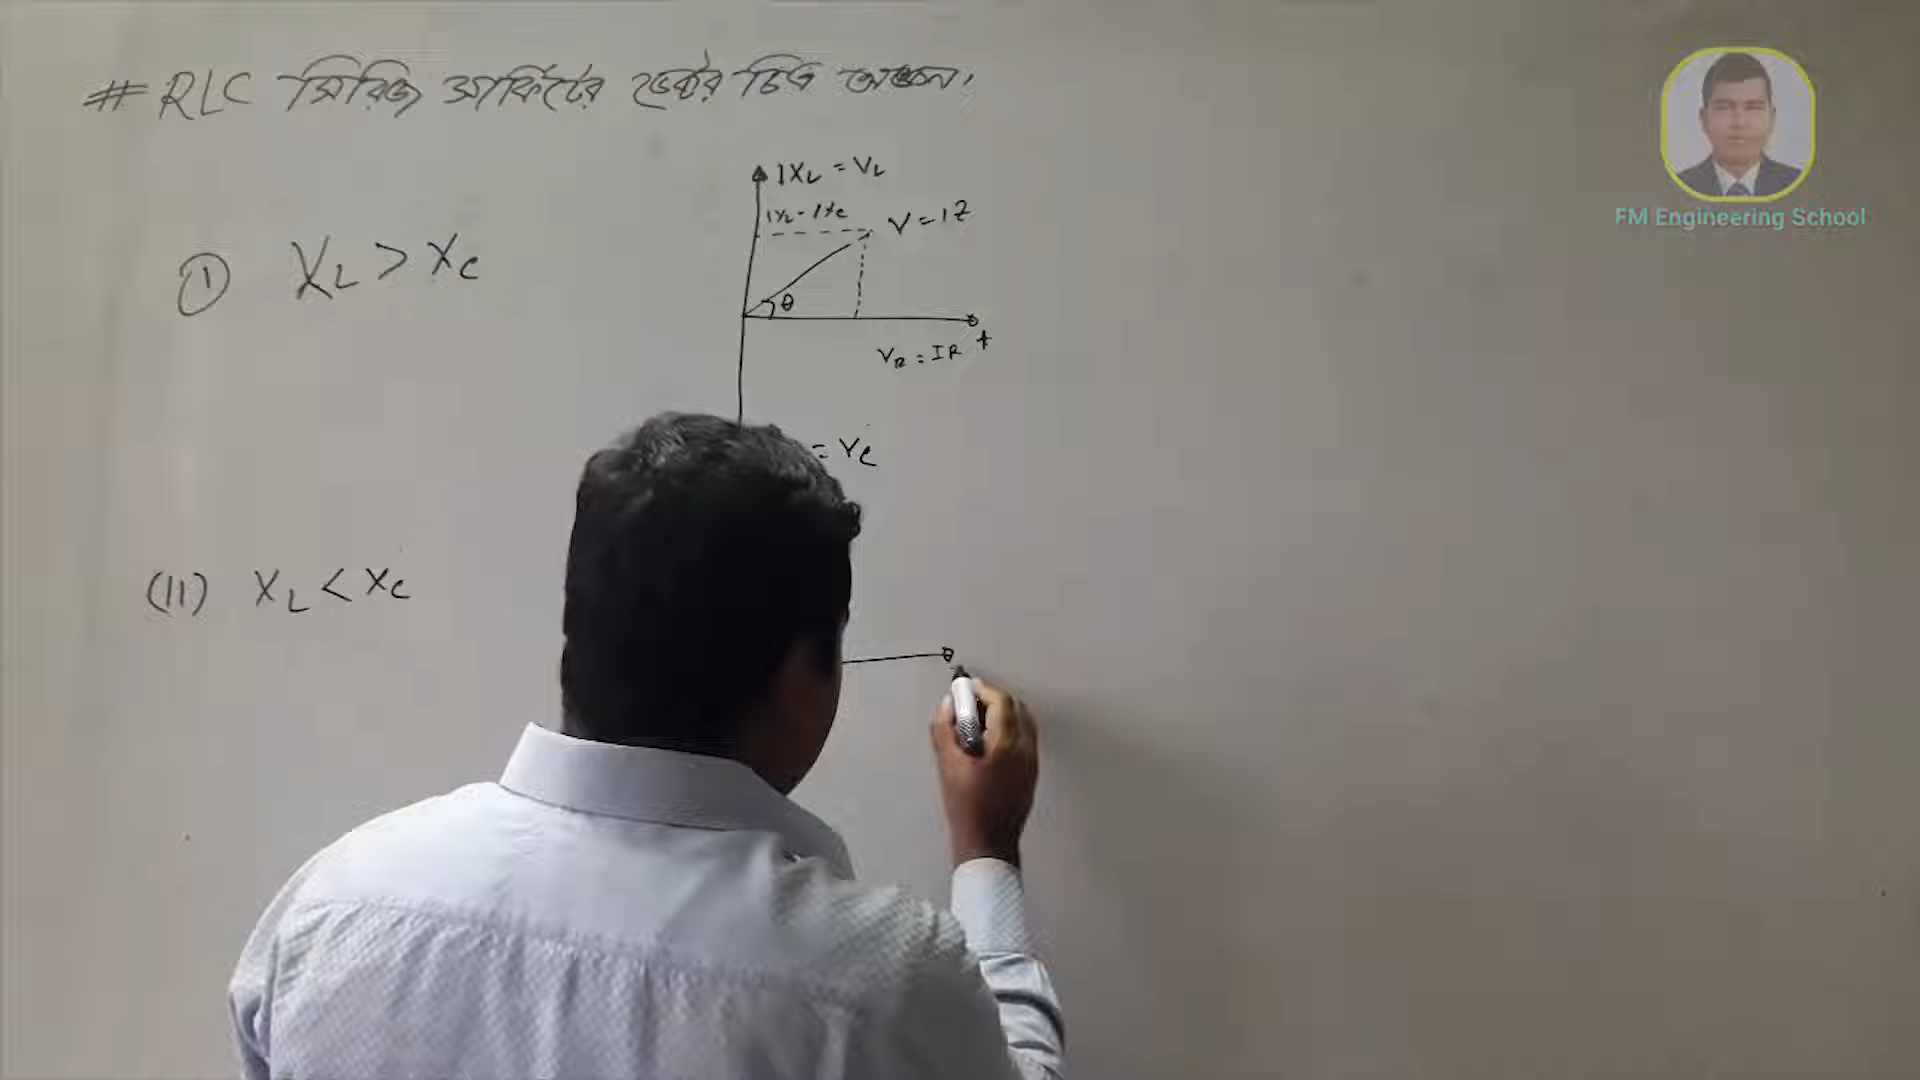 # RLC সিরিজ সার্কিটের ভেক্টর চিত্র অঙ্কন।
FM Engineering School
IXL = VL
IXL - IXC
V = IZ
① XL > XC
θ
VR = IR
= VC
(II) XL < XC